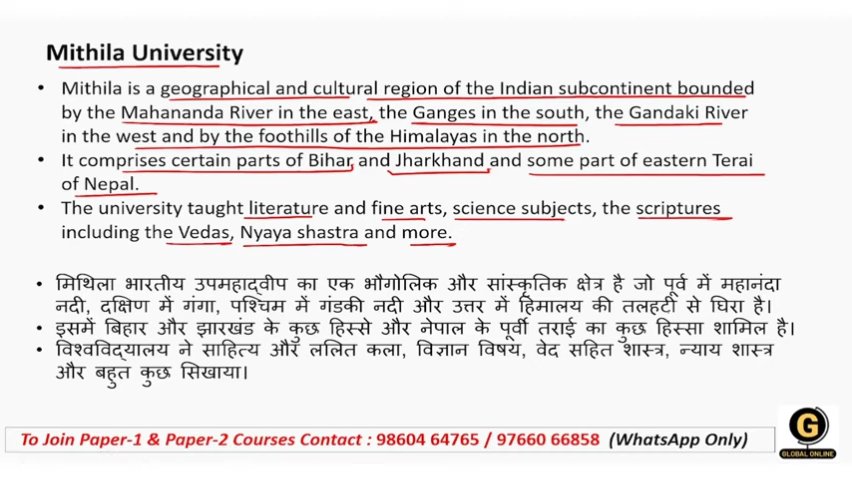 Mithila University
• Mithila is a geographical and cultural region of the Indian subcontinent bounded
by the Mahananda River in the east, the Ganges in the south, the Gandaki River
in the west and by the foothills of the Himalayas in the north.
• It comprises certain parts of Bihar and Jharkhand and some part of eastern Terai
of Nepal.
• The university taught literature and fine arts, science subjects, the scriptures
including the Vedas, Nyaya shastra and more.
• मिथिला भारतीय उपमहाद्वीप का एक भौगोलिक और सांस्कृतिक क्षेत्र है जो पूर्व में महानंदा
नदी, दक्षिण में गंगा, पश्चिम में गंडकी नदी और उत्तर में हिमालय की तलहटी से घिरा है।
• इसमें बिहार और झारखंड के कुछ हिस्से और नेपाल के पूर्वी तराई का कुछ हिस्सा शामिल है।
• विश्वविद्यालय ने साहित्य और ललित कला, विज्ञान विषय, वेद सहित शास्त्र, न्याय शास्त्र
और बहुत कुछ सिखाया।
To Join Paper-1 & Paper-2 Courses Contact : 98604 64765 / 97660 66858 (WhatsApp Only)
G
GLOBAL ONLINE